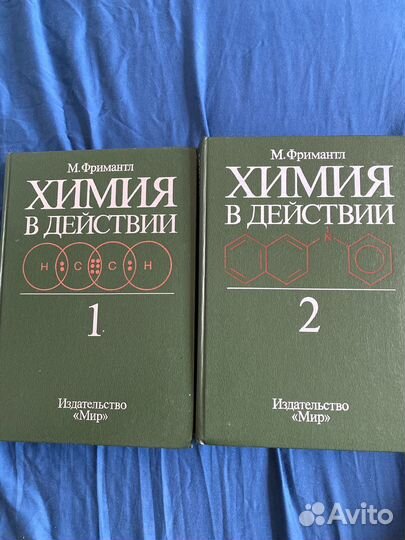 М. Фримантл
ХИМИЯ
В ДЕЙСТВИИ
H C C H
1
Издательство
«Мир»
М. Фримантл
ХИМИЯ
В ДЕЙСТВИИ
N
2
Издательство
«Мир»
Avito